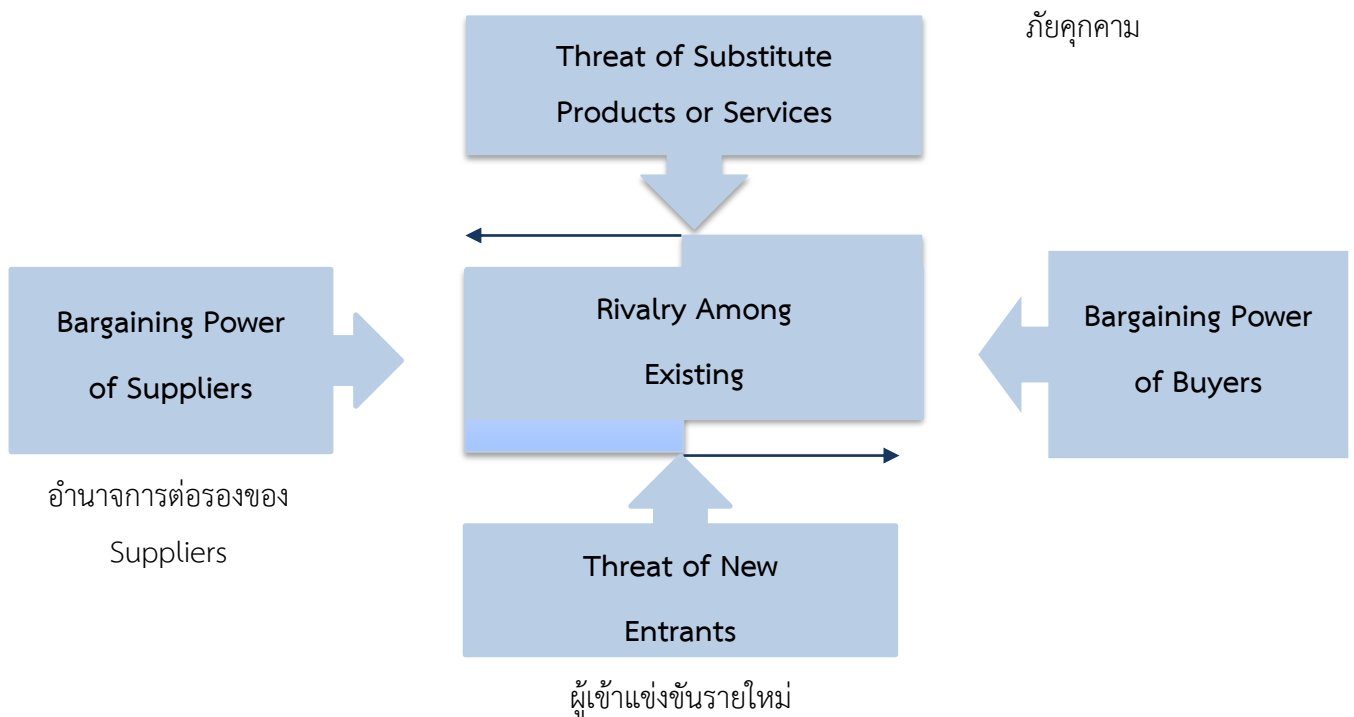 ภัยคุกคาม
Threat of Substitute
Products or Services
Bargaining Power
of Suppliers
อำนาจการต่อรองของ
Suppliers
Rivalry Among
Existing
Bargaining Power
of Buyers
Threat of New
Entrants
ผู้เข้าแข่งขันรายใหม่